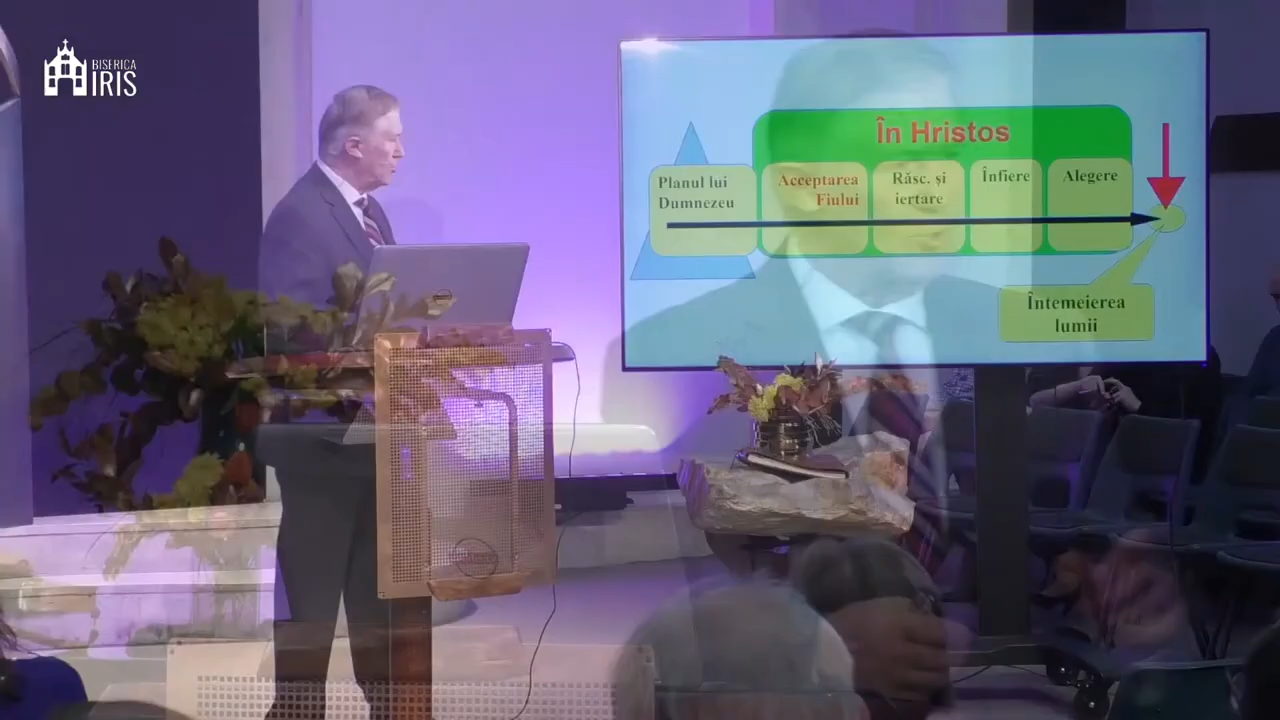 BISERICA
IRIS
În Hristos
Planul lui
Dumnezeu
Acceptarea
Fiului
Răsc. și
iertare
Înfiere
Alegere
Întemeierea
lumii